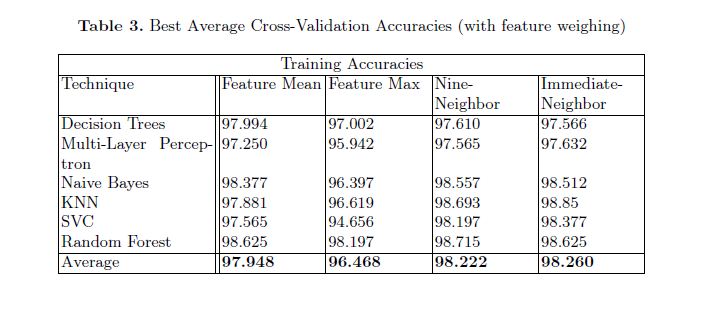 Table 3. Best Average Cross-Validation Accuracies (with feature weighing)
Training Accuracies
Technique Feature Mean Feature Max Nine-Neighbor Immediate-Neighbor
Decision Trees 97.994 97.002 97.610 97.566
Multi-Layer Perceptron 97.250 95.942 97.565 97.632
Naive Bayes 98.377 96.397 98.557 98.512
KNN 97.881 96.619 98.693 98.85
SVC 97.565 94.656 98.197 98.377
Random Forest 98.625 98.197 98.715 98.625
Average 97.948 96.468 98.222 98.260